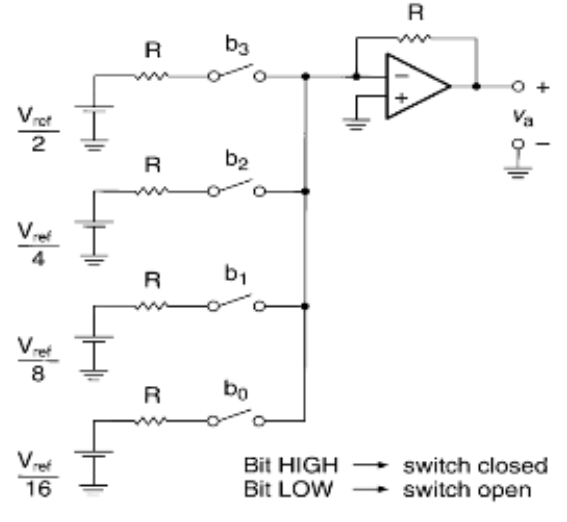 R
R
b₃
−
+
+
vₐ
−
Vref
2
R
b₂
Vref
4
R
b₁
Vref
8
R
b₀
Vref
16
Bit HIGH → switch closed
Bit LOW → switch open